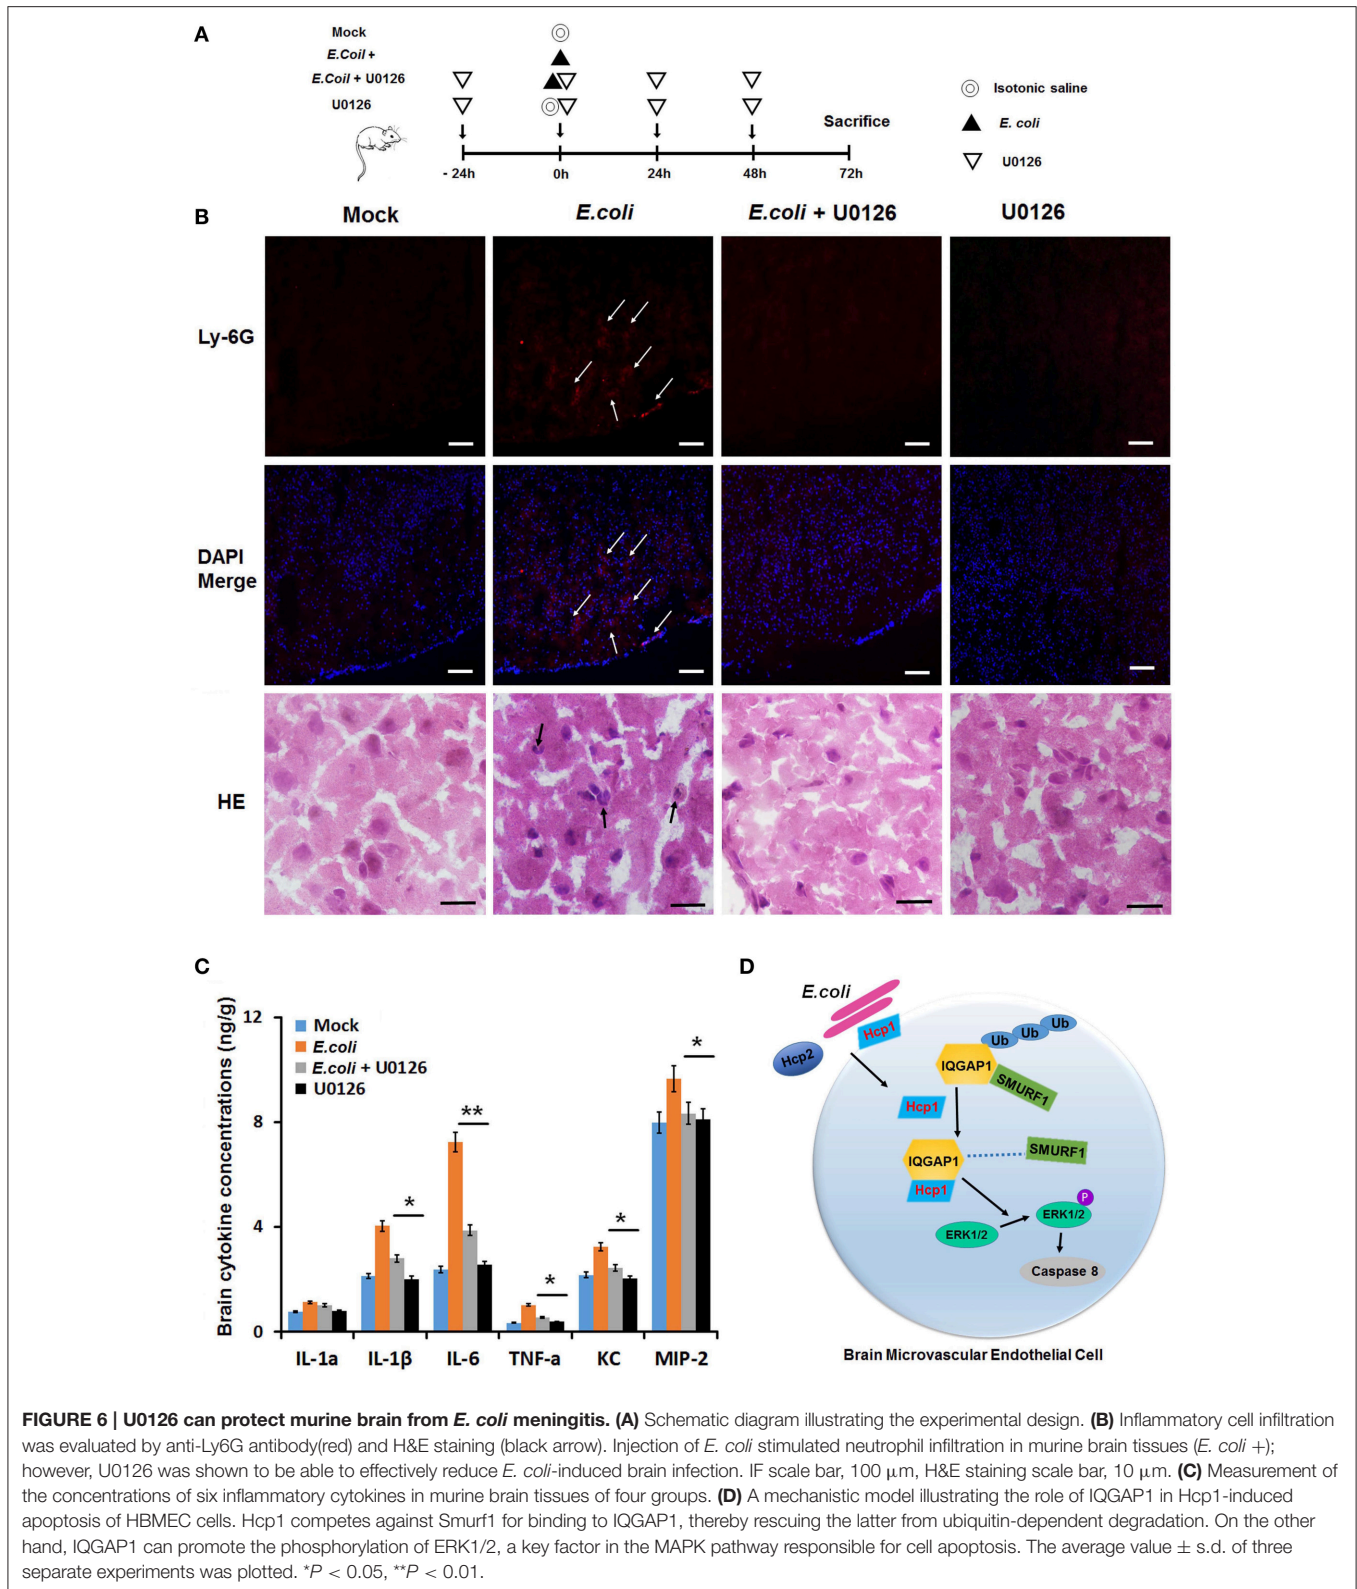 A
Mock
E.Coil +
E.Coil + U0126
U0126
Isotonic saline
E. coli
U0126
Sacrifice
- 24h 0h 24h 48h 72h
B
Mock E.coli E.coli + U0126 U0126
Ly-6G
DAPI
Merge
HE
C
Brain cytokine concentrations (ng/g)
12
8
4
0
Mock
E.coli
E.coli + U0126
U0126
* ** * * *
IL-1a IL-1β IL-6 TNF-a KC MIP-2
D
E.coli
Hcp1
Hcp2
Ub Ub Ub
IQGAP1
SMURF1
Hcp1
IQGAP1
SMURF1
Hcp1
P
ERK1/2
ERK1/2
Caspase 8
Brain Microvascular Endothelial Cell
FIGURE 6 | U0126 can protect murine brain from E. coli meningitis. (A) Schematic diagram illustrating the experimental design. (B) Inflammatory cell infiltration
was evaluated by anti-Ly6G antibody(red) and H&E staining (black arrow). Injection of E. coli stimulated neutrophil infiltration in murine brain tissues (E. coli +);
however, U0126 was shown to be able to effectively reduce E. coli-induced brain infection. IF scale bar, 100 μm, H&E staining scale bar, 10 μm. (C) Measurement of
the concentrations of six inflammatory cytokines in murine brain tissues of four groups. (D) A mechanistic model illustrating the role of IQGAP1 in Hcp1-induced
apoptosis of HBMEC cells. Hcp1 competes against Smurf1 for binding to IQGAP1, thereby rescuing the latter from ubiquitin-dependent degradation. On the other
hand, IQGAP1 can promote the phosphorylation of ERK1/2, a key factor in the MAPK pathway responsible for cell apoptosis. The average value ± s.d. of three
separate experiments was plotted. *P < 0.05, **P < 0.01.